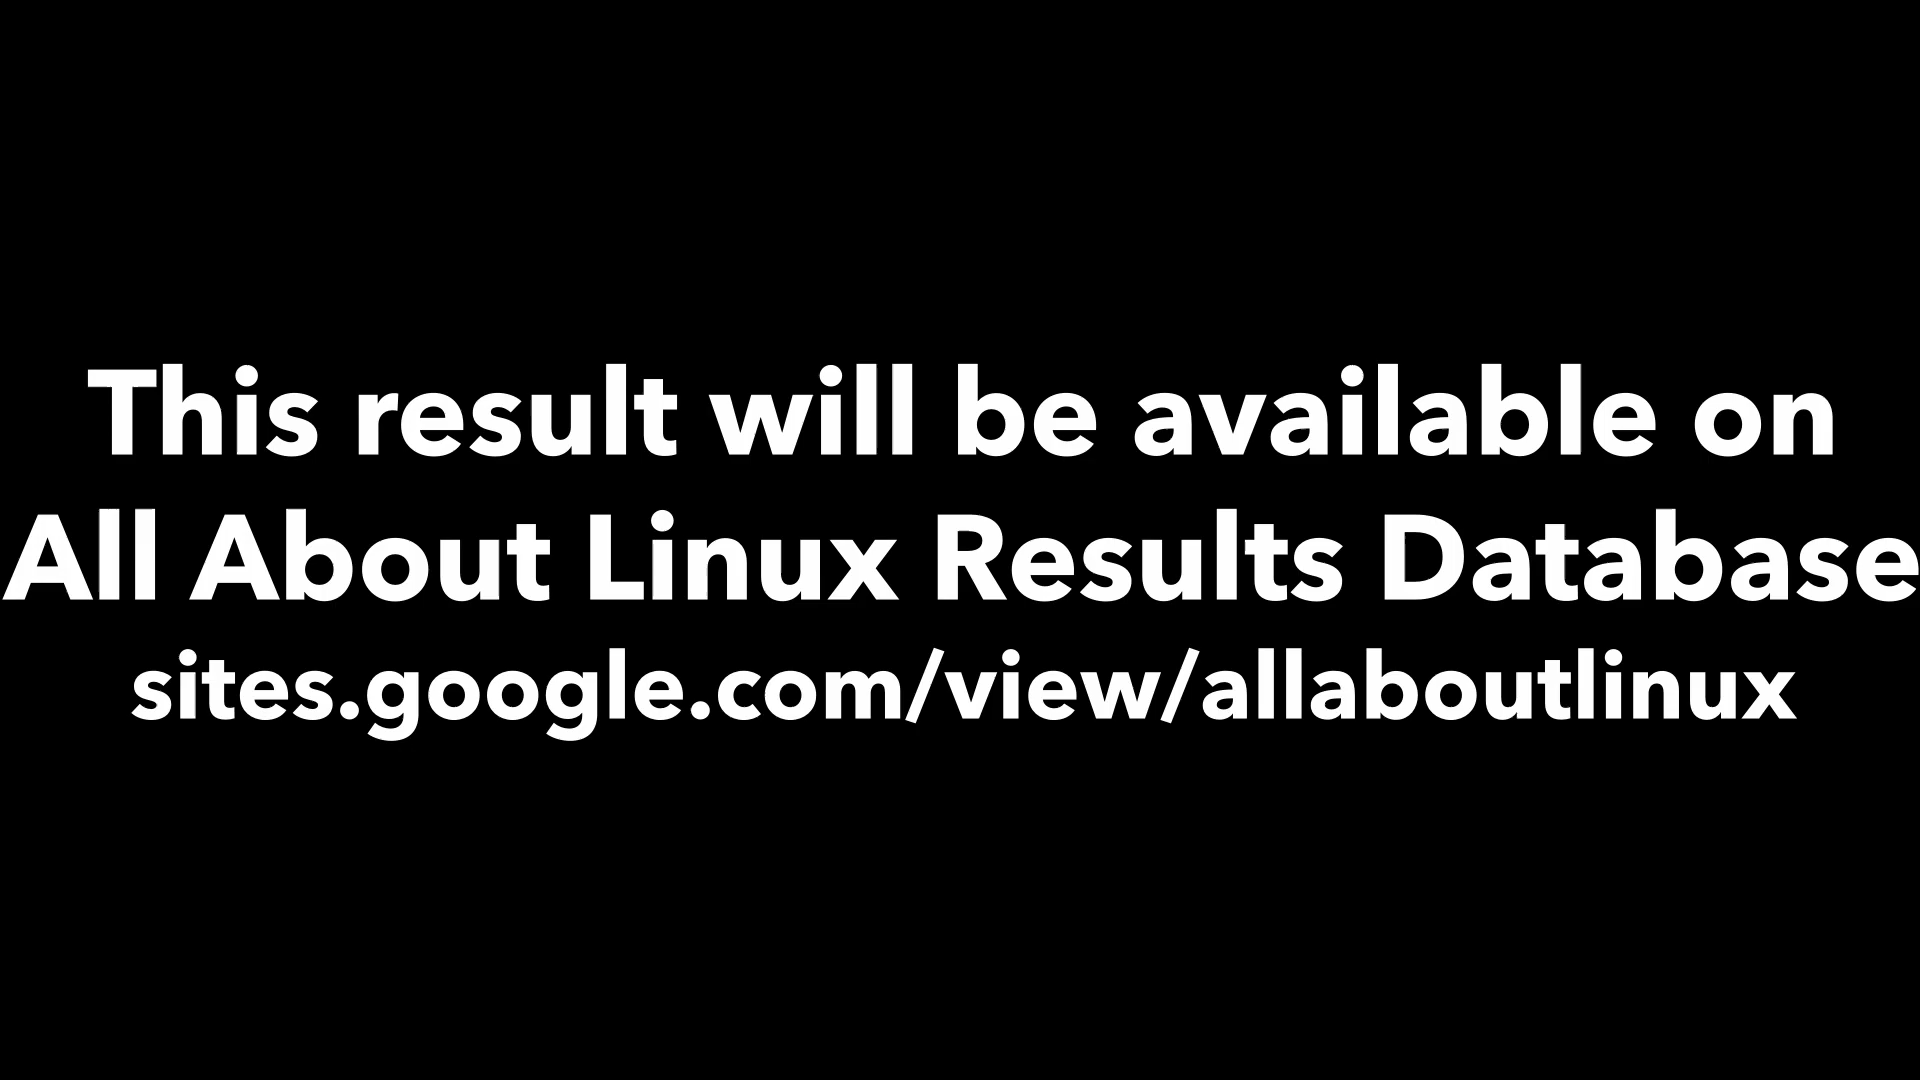 This result will be available on
All About Linux Results Database
sites.google.com/view/allaboutlinux